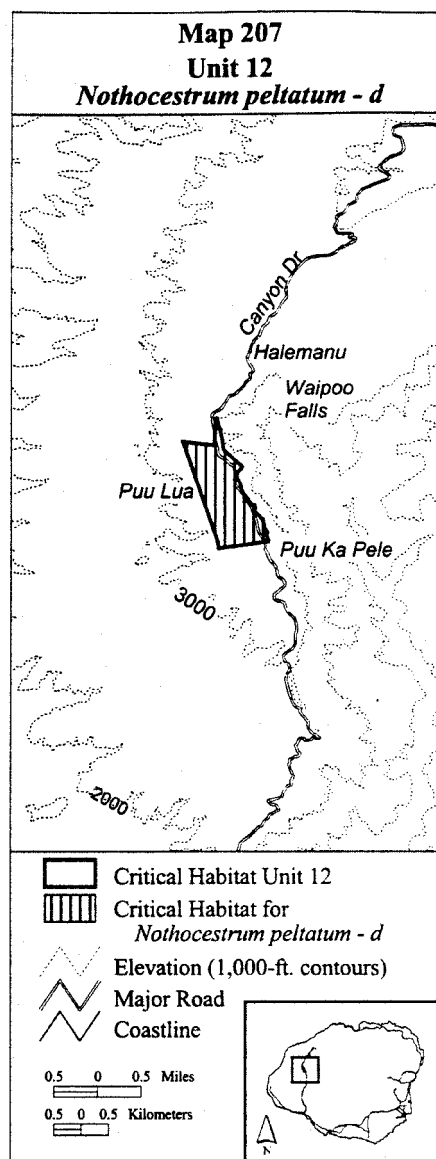 Map 207
Unit 12
Nothocestrum peltatum - d
Canyon Dr
Halemanu
Waipoo
Falls
Puu Lua
Puu Ka Pele
3000
2000
Critical Habitat Unit 12
Critical Habitat for
Nothocestrum peltatum - d
Elevation (1,000-ft. contours)
Major Road
Coastline
0.5 0 0.5 Miles
0.5 0 0.5 Kilometers
N